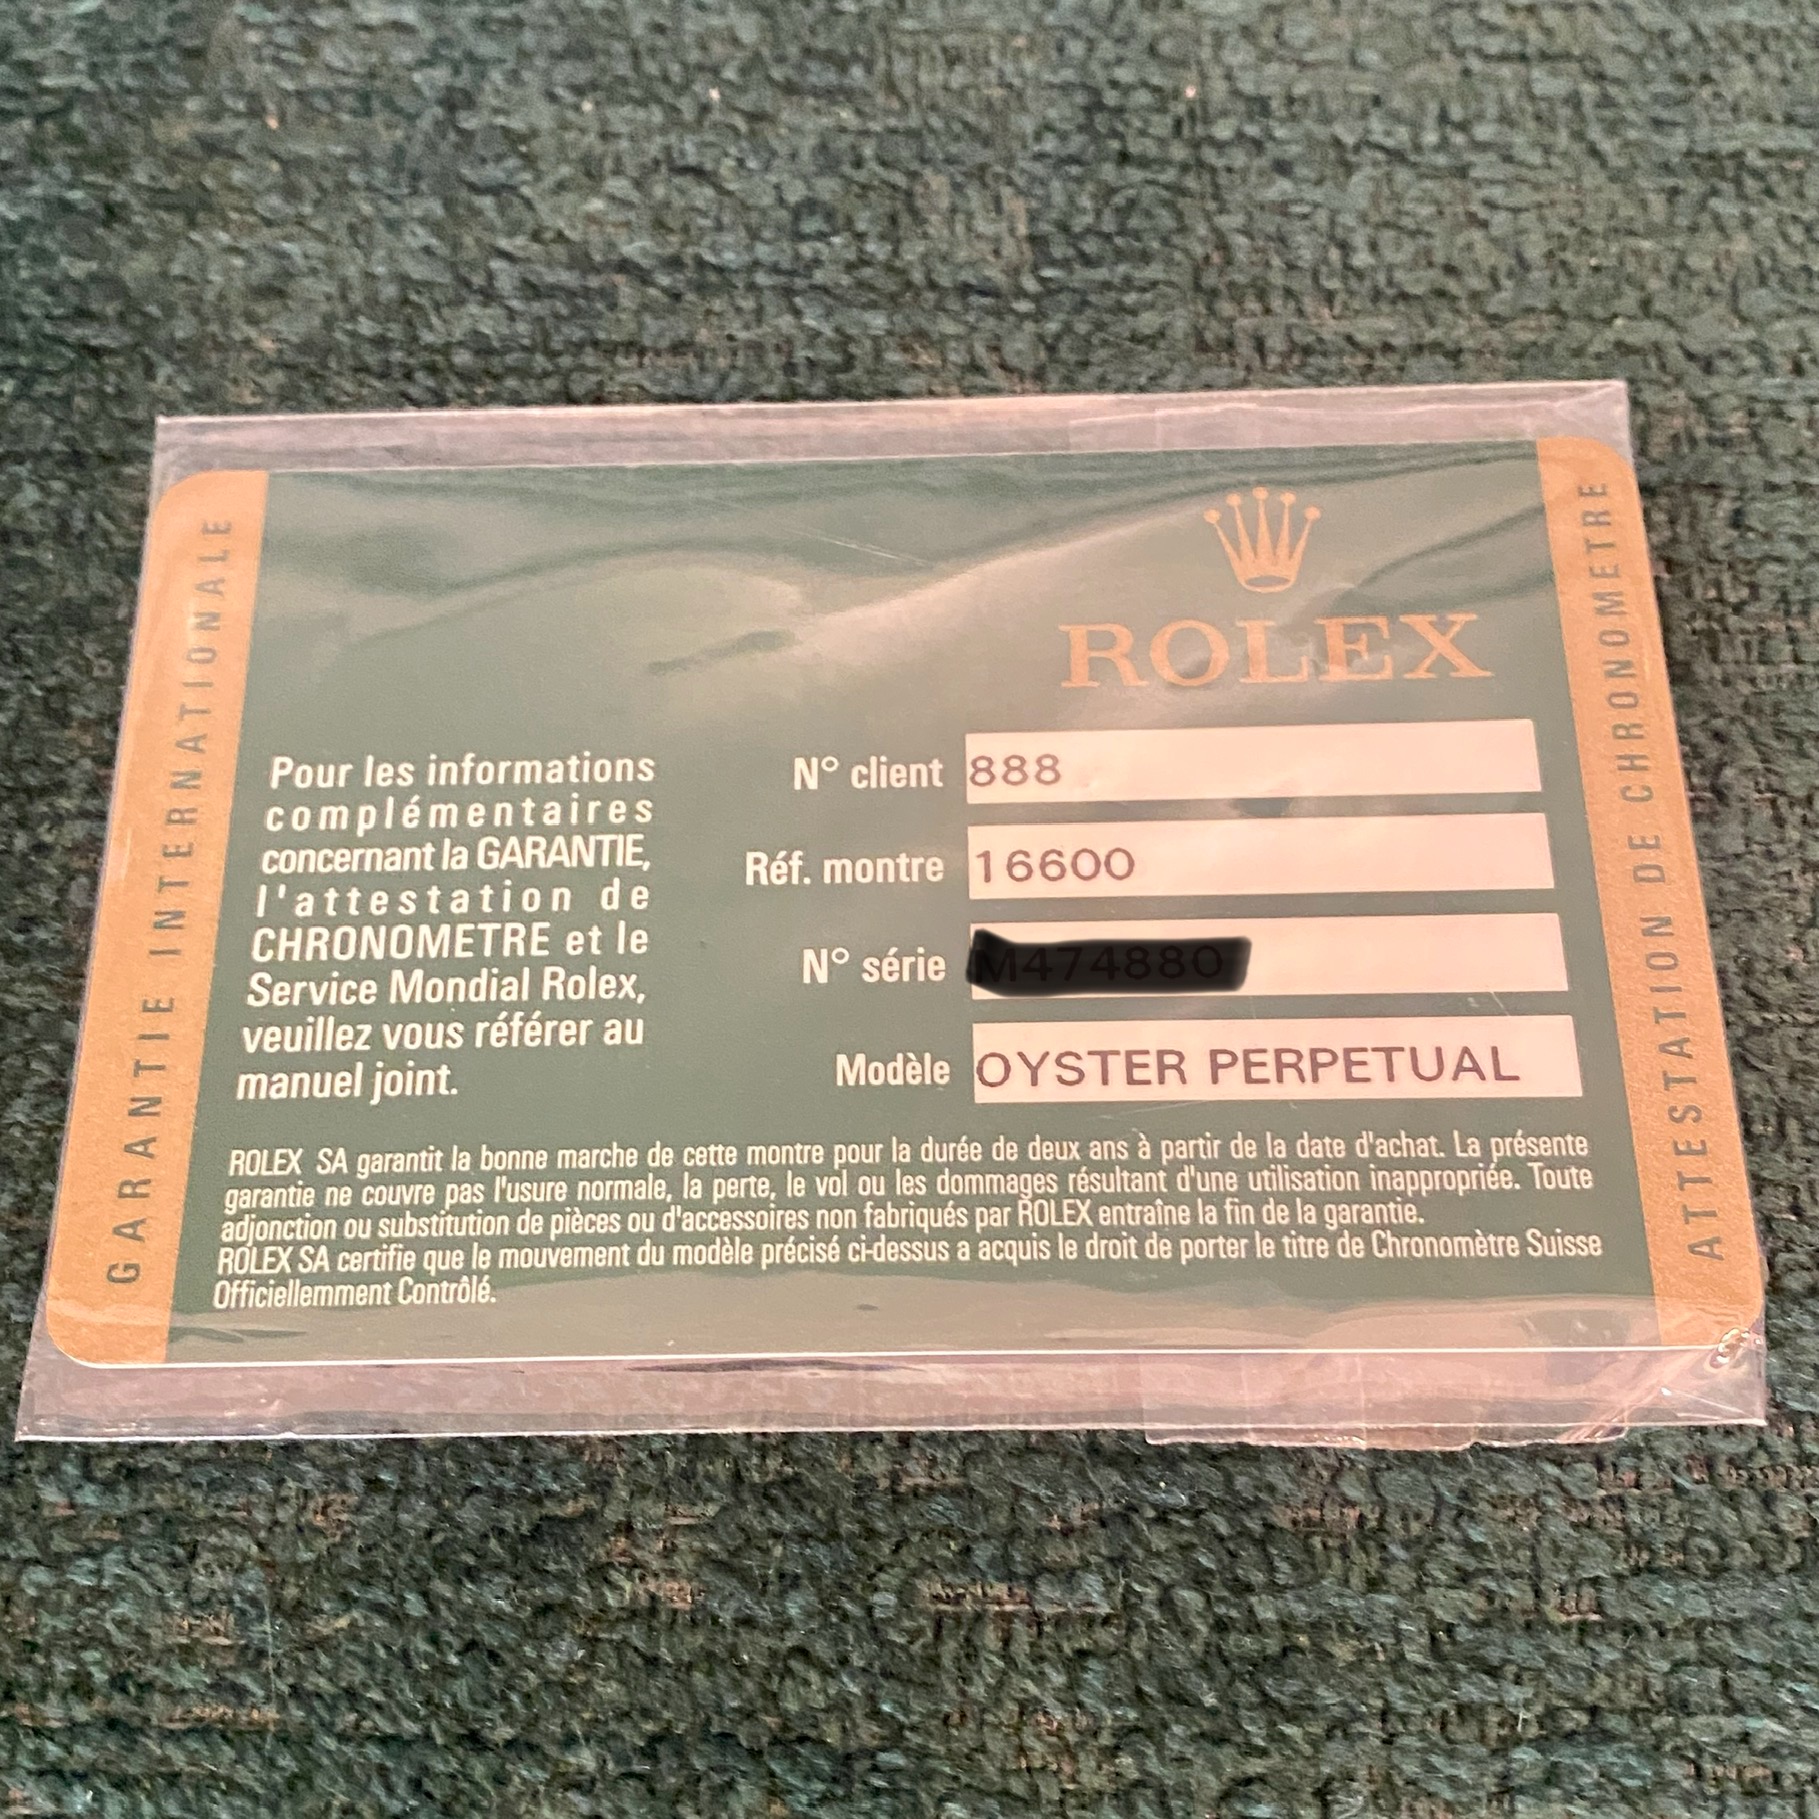 GARANTIE INTERNATIONALE
ROLEX
Pour les informations
complémentaires
concernant la GARANTIE,
l'attestation de
CHRONOMETRE et le
Service Mondial Rolex,
veuillez vous référer au
manuel joint.
N° client 888
Réf. montre 16600
N° série
Modèle OYSTER PERPETUAL
ROLEX SA garantit la bonne marche de cette montre pour la durée de deux ans à partir de la date d'achat. La présente
garantie ne couvre pas l'usure normale, la perte, le vol ou les dommages résultant d'une utilisation inappropriée. Toute
adjonction ou substitution de pièces ou d'accessoires non fabriqués par ROLEX entraîne la fin de la garantie.
ROLEX SA certifie que le mouvement du modèle précisé ci-dessus a acquis le droit de porter le titre de Chronomètre Suisse
Officiellemment Contrôlé.
ATTESTATION DE CHRONOMETRE